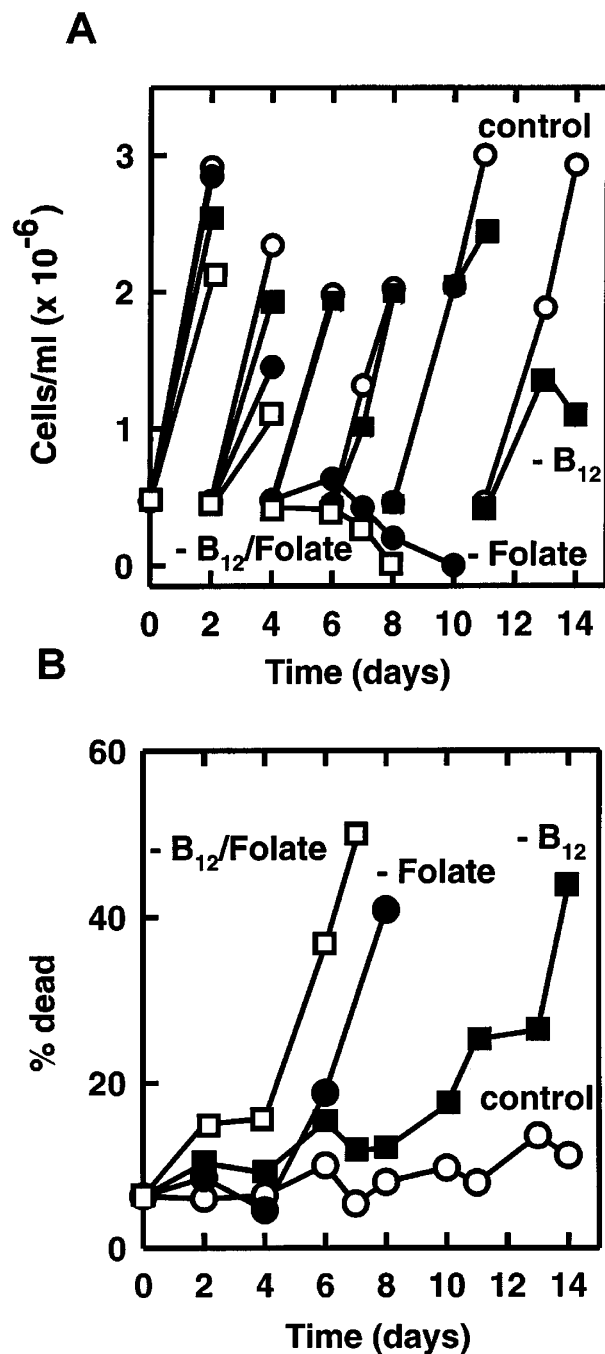 A
control
3
2
1
0
Cells/ml (x 10⁻⁶)
- B₁₂
- B₁₂/Folate
- Folate
0 2 4 6 8 10 12 14
Time (days)
B
60
40
20
0
% dead
- B₁₂/Folate
- B₁₂
- Folate
control
0 2 4 6 8 10 12 14
Time (days)